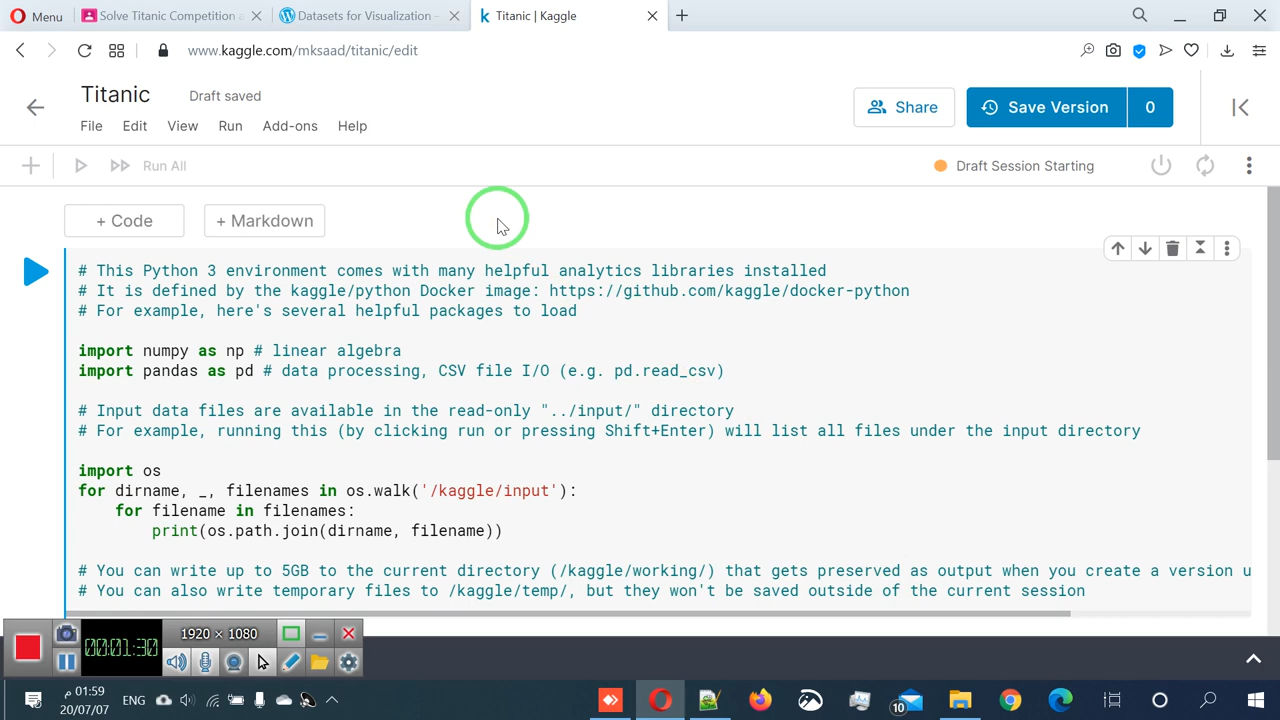 Menu
Solve Titanic Competition a
Datasets for Visualization –
Titanic | Kaggle
www.kaggle.com/mksaad/titanic/edit
Titanic
Draft saved
File Edit View Run Add-ons Help
Share
Save Version
0
Run All
Draft Session Starting
+ Code
+ Markdown
# This Python 3 environment comes with many helpful analytics libraries installed
# It is defined by the kaggle/python Docker image: https://github.com/kaggle/docker-python
# For example, here's several helpful packages to load
import numpy as np # linear algebra
import pandas as pd # data processing, CSV file I/O (e.g. pd.read_csv)
# Input data files are available in the read-only "../input/" directory
# For example, running this (by clicking run or pressing Shift+Enter) will list all files under the input directory
import os
for dirname, _, filenames in os.walk('/kaggle/input'):
for filename in filenames:
print(os.path.join(dirname, filename))
# You can write up to 5GB to the current directory (/kaggle/working/) that gets preserved as output when you create a version u
# You can also write temporary files to /kaggle/temp/, but they won't be saved outside of the current session
00:01:30
1920 × 1080
01:59 م
20/07/07
ENG
10